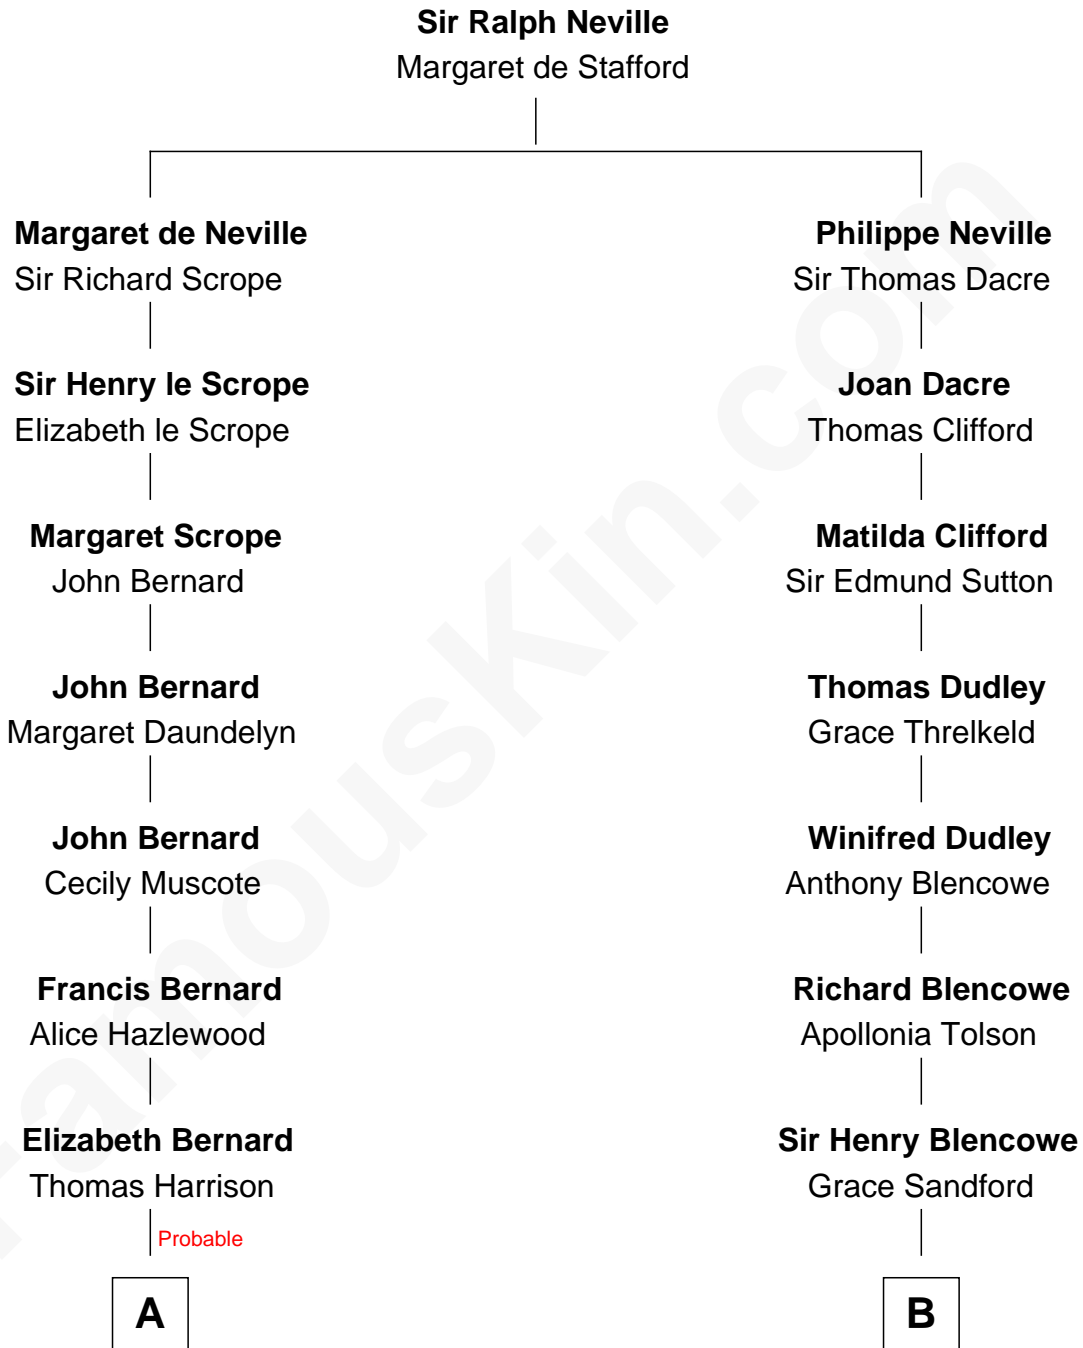 Sir Ralph Neville
Margaret de Stafford
Margaret de Neville
Sir Richard Scrope
Philippe Neville
Sir Thomas Dacre
Sir Henry le Scrope
Elizabeth le Scrope
Joan Dacre
Thomas Clifford
Margaret Scrope
John Bernard
Matilda Clifford
Sir Edmund Sutton
John Bernard
Margaret Daundelyn
Thomas Dudley
Grace Threlkeld
John Bernard
Cecily Muscote
Winifred Dudley
Anthony Blencowe
Francis Bernard
Alice Hazlewood
Richard Blencowe
Apollonia Tolson
Elizabeth Bernard
Thomas Harrison
Sir Henry Blencowe
Grace Sandford
Probable
A
B
FamousKin.com